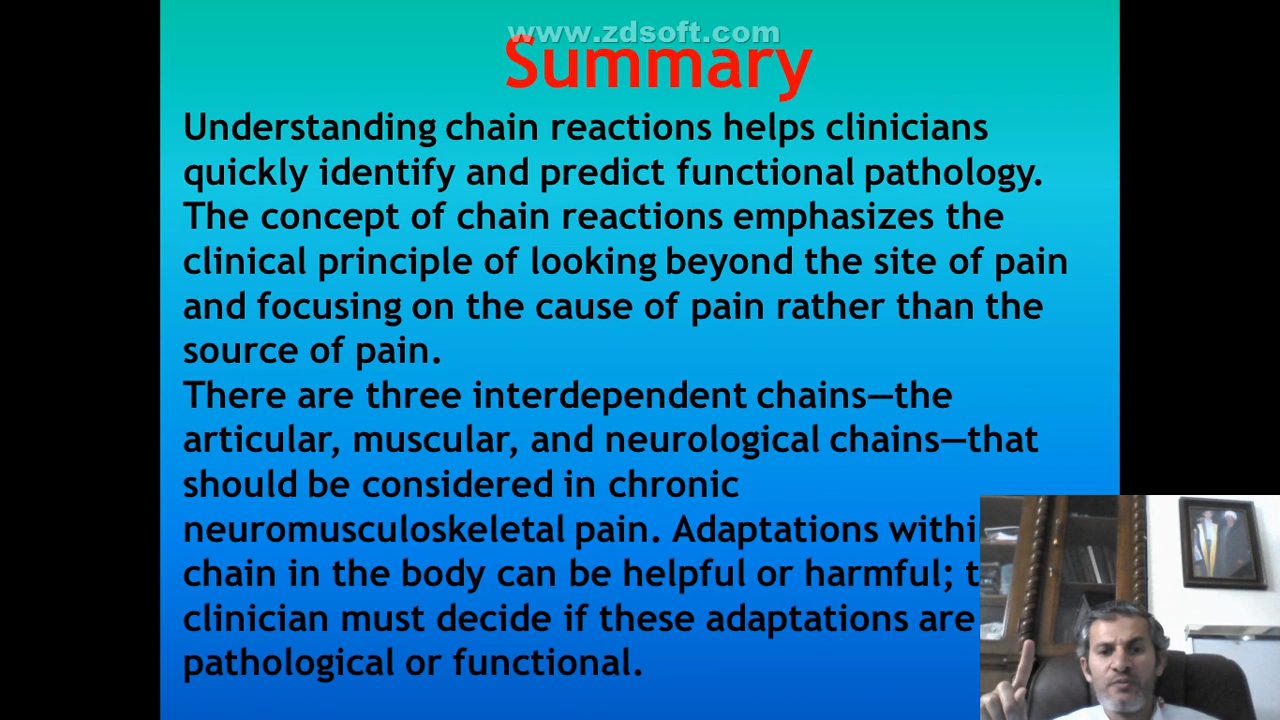 www.zdsoft.com
Summary
Understanding chain reactions helps clinicians
quickly identify and predict functional pathology.
The concept of chain reactions emphasizes the
clinical principle of looking beyond the site of pain
and focusing on the cause of pain rather than the
source of pain.
There are three interdependent chains—the
articular, muscular, and neurological chains—that
should be considered in chronic
neuromusculoskeletal pain. Adaptations
chain in the body can be helpful or harmful;
clinician must decide if these adaptations are
pathological or functional.